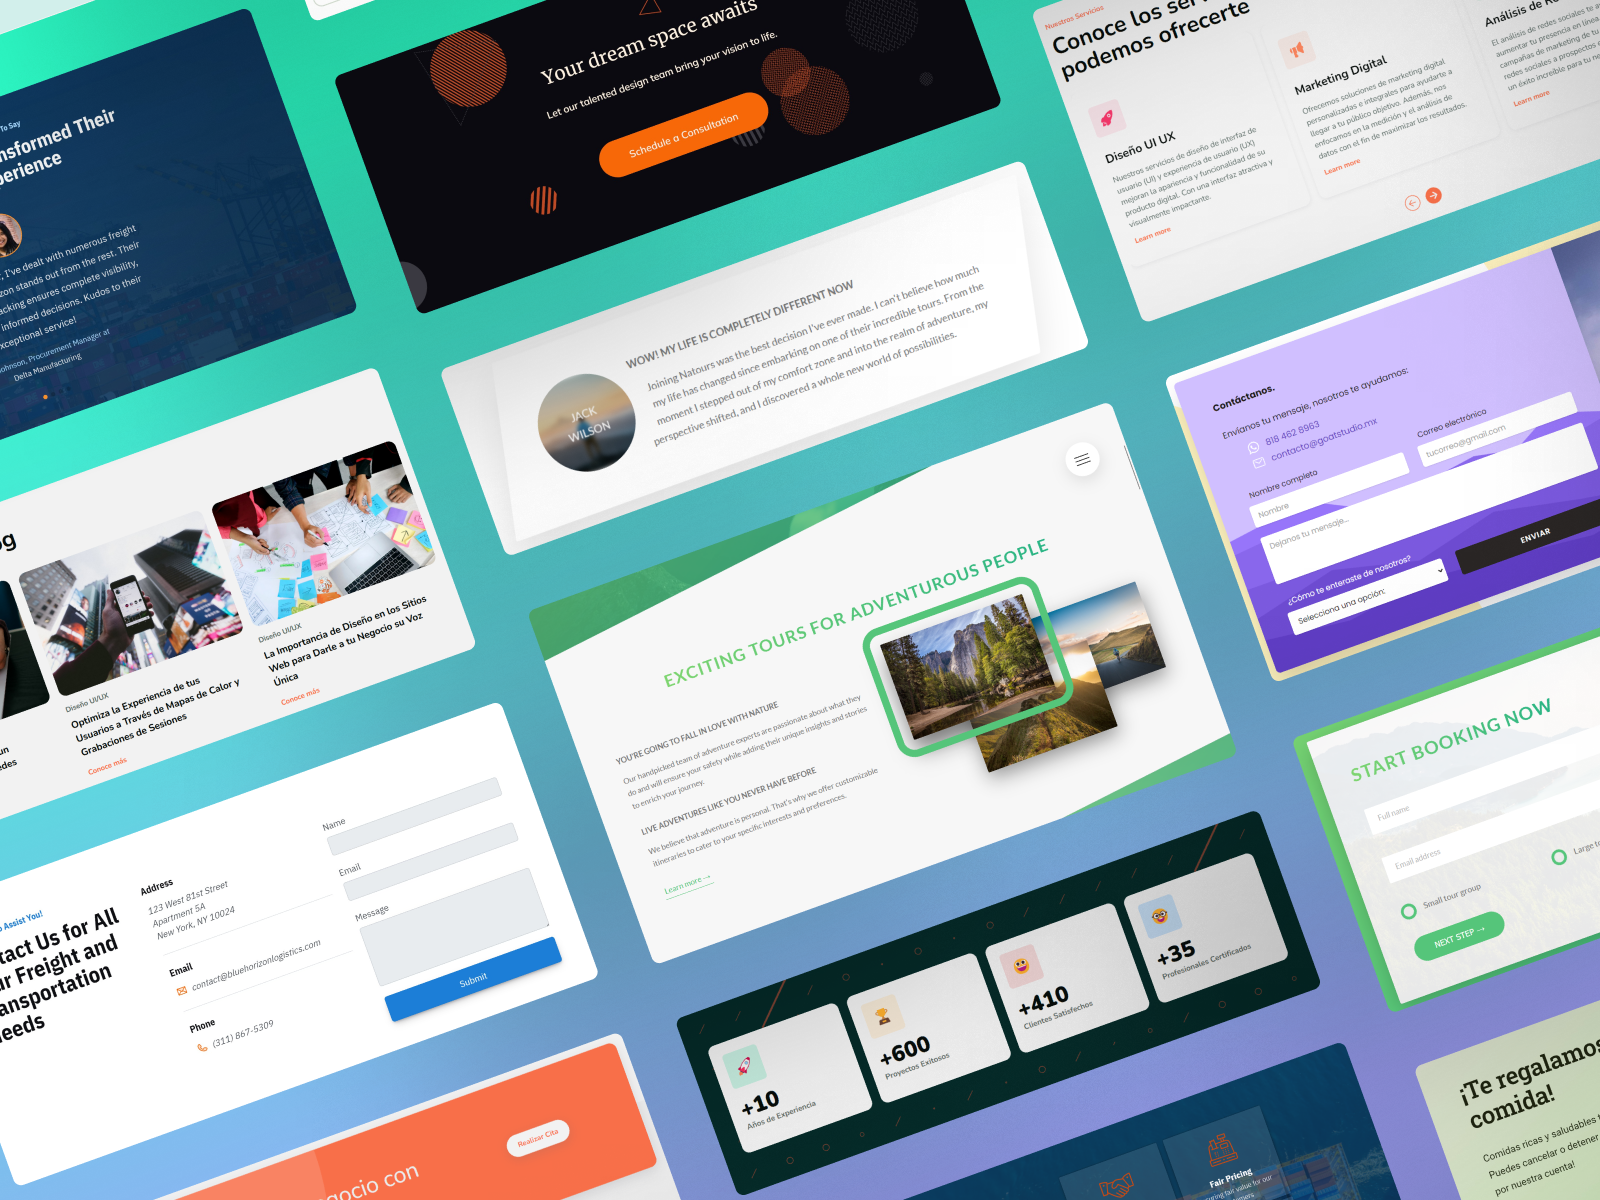 To Say
nsformed Their
perience
, I've dealt with numerous freight
zon stands out from the rest. Their
acking ensures complete visibility,
informed decisions. Kudos to their
xceptional service!
ohnson, Procurement Manager at
Delta Manufacturing
Your dream space awaits
Let our talented design team bring your vision to life.
Schedule a Consultation
Nuestros Servicios
Conoce los ser
podemos ofrecerte
Diseño UI UX
Nuestros servicios de diseño de interfaz de
usuario (UI) y experiencia de usuario (UX)
mejoran la apariencia y funcionalidad de su
producto digital. Con una interfaz atractiva y
visualmente impactante.
Learn more
Marketing Digital
Ofrecemos soluciones de marketing digital
personalizadas e integrales para ayudarte a
llegar a tu público objetivo. Además, nos
enfocamos en la medición y el análisis de
datos con el fin de maximizar los resultados.
Learn more
Análisis de Re
El análisis de redes sociales te a
aumentar tu presencia en línea
campañas de marketing de tu
redes sociales a prospectos e
un éxito increíble para tu ne
Learn more
WOW! MY LIFE IS COMPLETELY DIFFERENT NOW
Joining Natours was the best decision I've ever made. I can't believe how much
my life has changed since embarking on one of their incredible tours. From the
moment I stepped out of my comfort zone and into the realm of adventure, my
perspective shifted, and I discovered a whole new world of possibilities.
JACK
WILSON
Contáctanos.
Envíanos tu mensaje, nosotros te ayudamos:
818 462 8963
contacto@goatstudio.mx
Nombre completo
Nombre
Correo electrónico
tucorreo@gmail.com
Dejanos tu mensaje...
¿Cómo te enteraste de nosotros?
Selecciona una opción:
ENVIAR
og
un
edes
Diseño UI/UX
Optimiza la Experiencia de tus
Usuarios a Través de Mapas de Calor y
Grabaciones de Sesiones
Conoce más
Diseño UI/UX
La Importancia de Diseño en los Sitios
Web para Darle a tu Negocio su Voz
Única
Conoce más
EXCITING TOURS FOR ADVENTUROUS PEOPLE
YOU'RE GOING TO FALL IN LOVE WITH NATURE
Our handpicked team of adventure experts are passionate about what they
do and will ensure your safety while adding their unique insights and stories
to enrich your journey.
LIVE ADVENTURES LIKE YOU NEVER HAVE BEFORE
We believe that adventure is personal. That's why we offer customizable
itineraries to cater to your specific interests and preferences.
Learn more →
START BOOKING NOW
Full name
Email address
Small tour group
Large to
NEXT STEP →
o Assist You!
tact Us for All
ur Freight and
ansportation
eeds
Address
123 West 81st Street
Apartment 5A
New York, NY 10024
Email
contact@bluehorizonlogistics.com
Phone
(311) 867-5309
Name
Email
Message
Submit
+10
Años de Experiencia
+600
Proyectos Exitosos
+410
Clientes Satisfechos
+35
Profesionales Certificados
Realizar Cita
gocio con
Fair Pricing
uring fair value for our
¡Te regalamos
comida!
Comidas ricas y saludables
Puedes cancelar o detener
por nuestra cuenta!